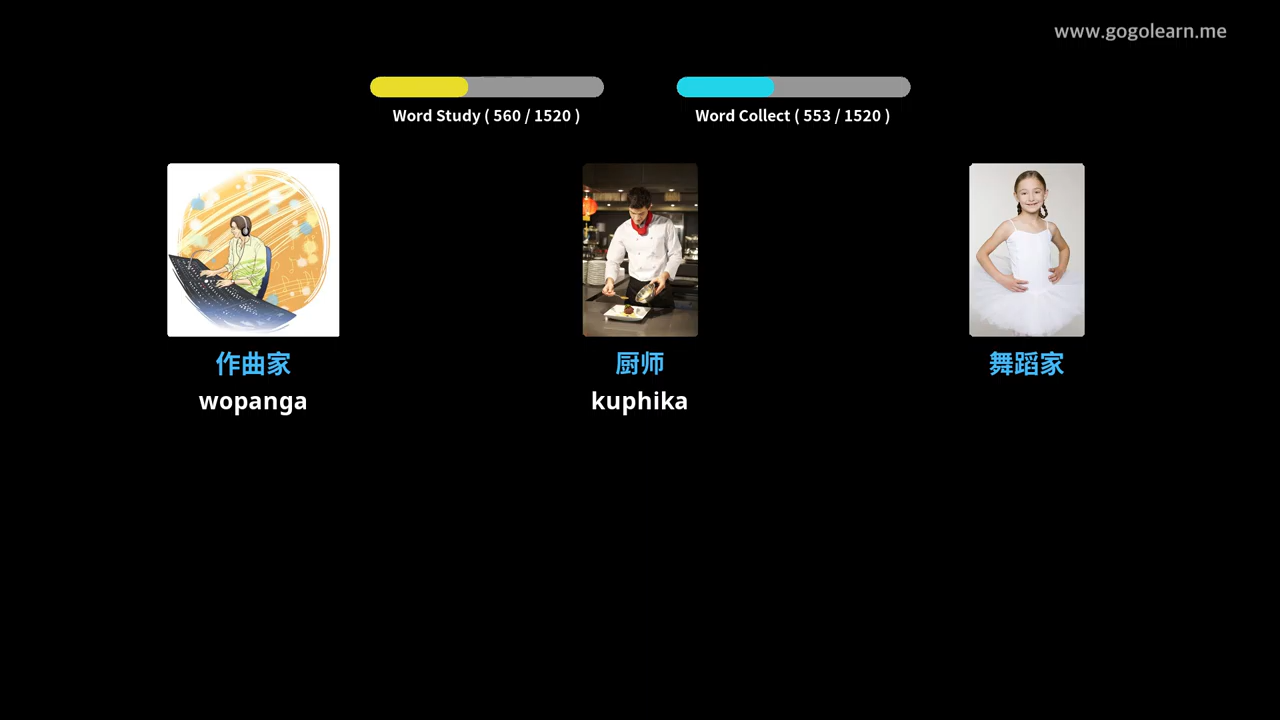 www.gogolearn.me
Word Study ( 560 / 1520 )
Word Collect ( 553 / 1520 )
作曲家
厨师
舞蹈家
wopanga
kuphika